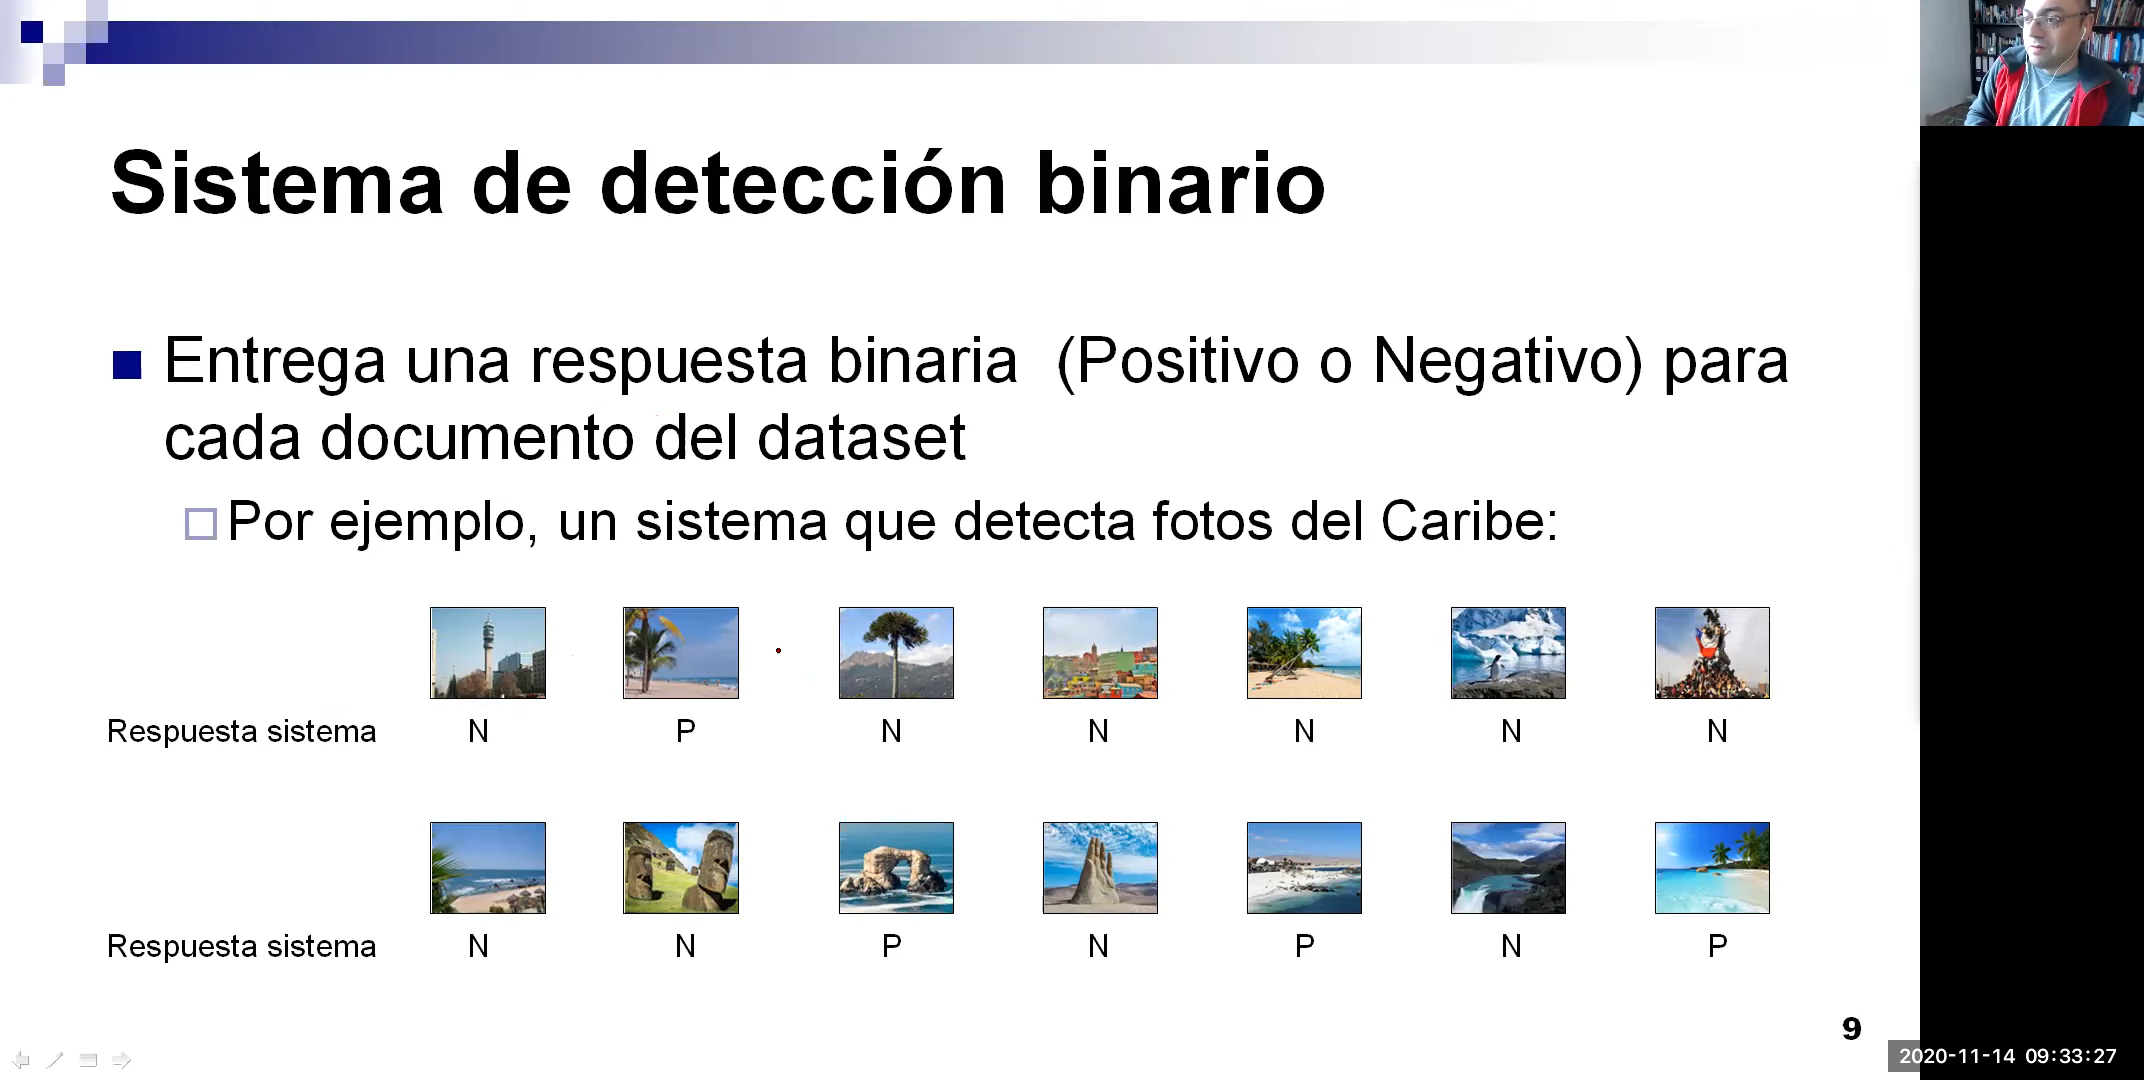 Sistema de detección binario
Entrega una respuesta binaria (Positivo o Negativo) para
cada documento del dataset
Por ejemplo, un sistema que detecta fotos del Caribe:
Respuesta sistema N P N N N N N
Respuesta sistema N N P N P N P
9
2020-11-14 09:33:27